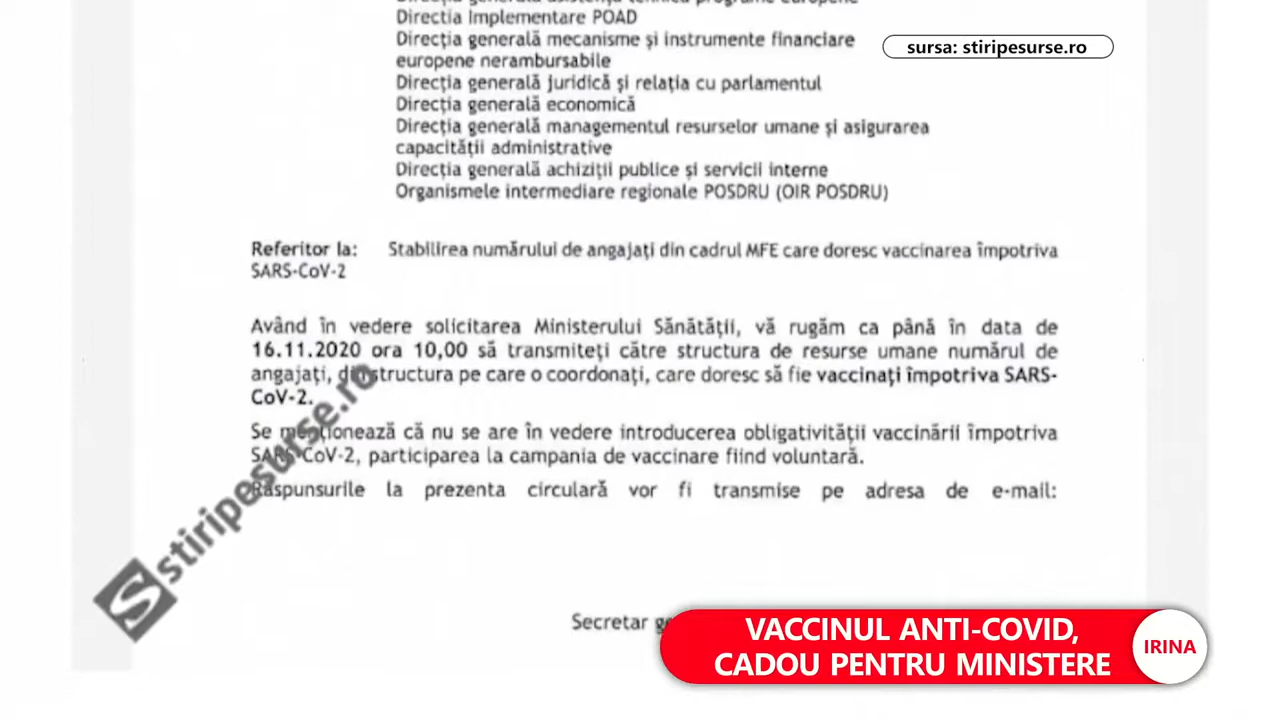 Direcția generală asistență tehnică programe europene
Direcția Implementare POAD
Direcția generală mecanisme și instrumente financiare
europene nerambursabile
Direcția generală juridică și relația cu parlamentul
Direcția generală economică
Direcția generală managementul resurselor umane și asigurarea
capacității administrative
Direcția generală achiziții publice și servicii interne
Organismele intermediare regionale POSDRU (OIR POSDRU)
sursa: stiripesurse.ro
Referitor la: Stabilirea numărului de angajați din cadrul MFE care doresc vaccinarea împotriva
SARS-CoV-2
Având în vedere solicitarea Ministerului Sănătății, vă rugăm ca până în data de
16.11.2020 ora 10,00 să transmiteți către structura de resurse umane numărul de
angajați, din structura pe care o coordonați, care doresc să fie vaccinați împotriva SARS-
CoV-2.
Se menționează că nu se are în vedere introducerea obligativității vaccinării împotriva
SARS-CoV-2, participarea la campania de vaccinare fiind voluntară.
Răspunsurile la prezenta circulară vor fi transmise pe adresa de e-mail:
S stiripesurse.ro
Secretar
VACCINUL ANTI-COVID,
CADOU PENTRU MINISTERE
IRINA